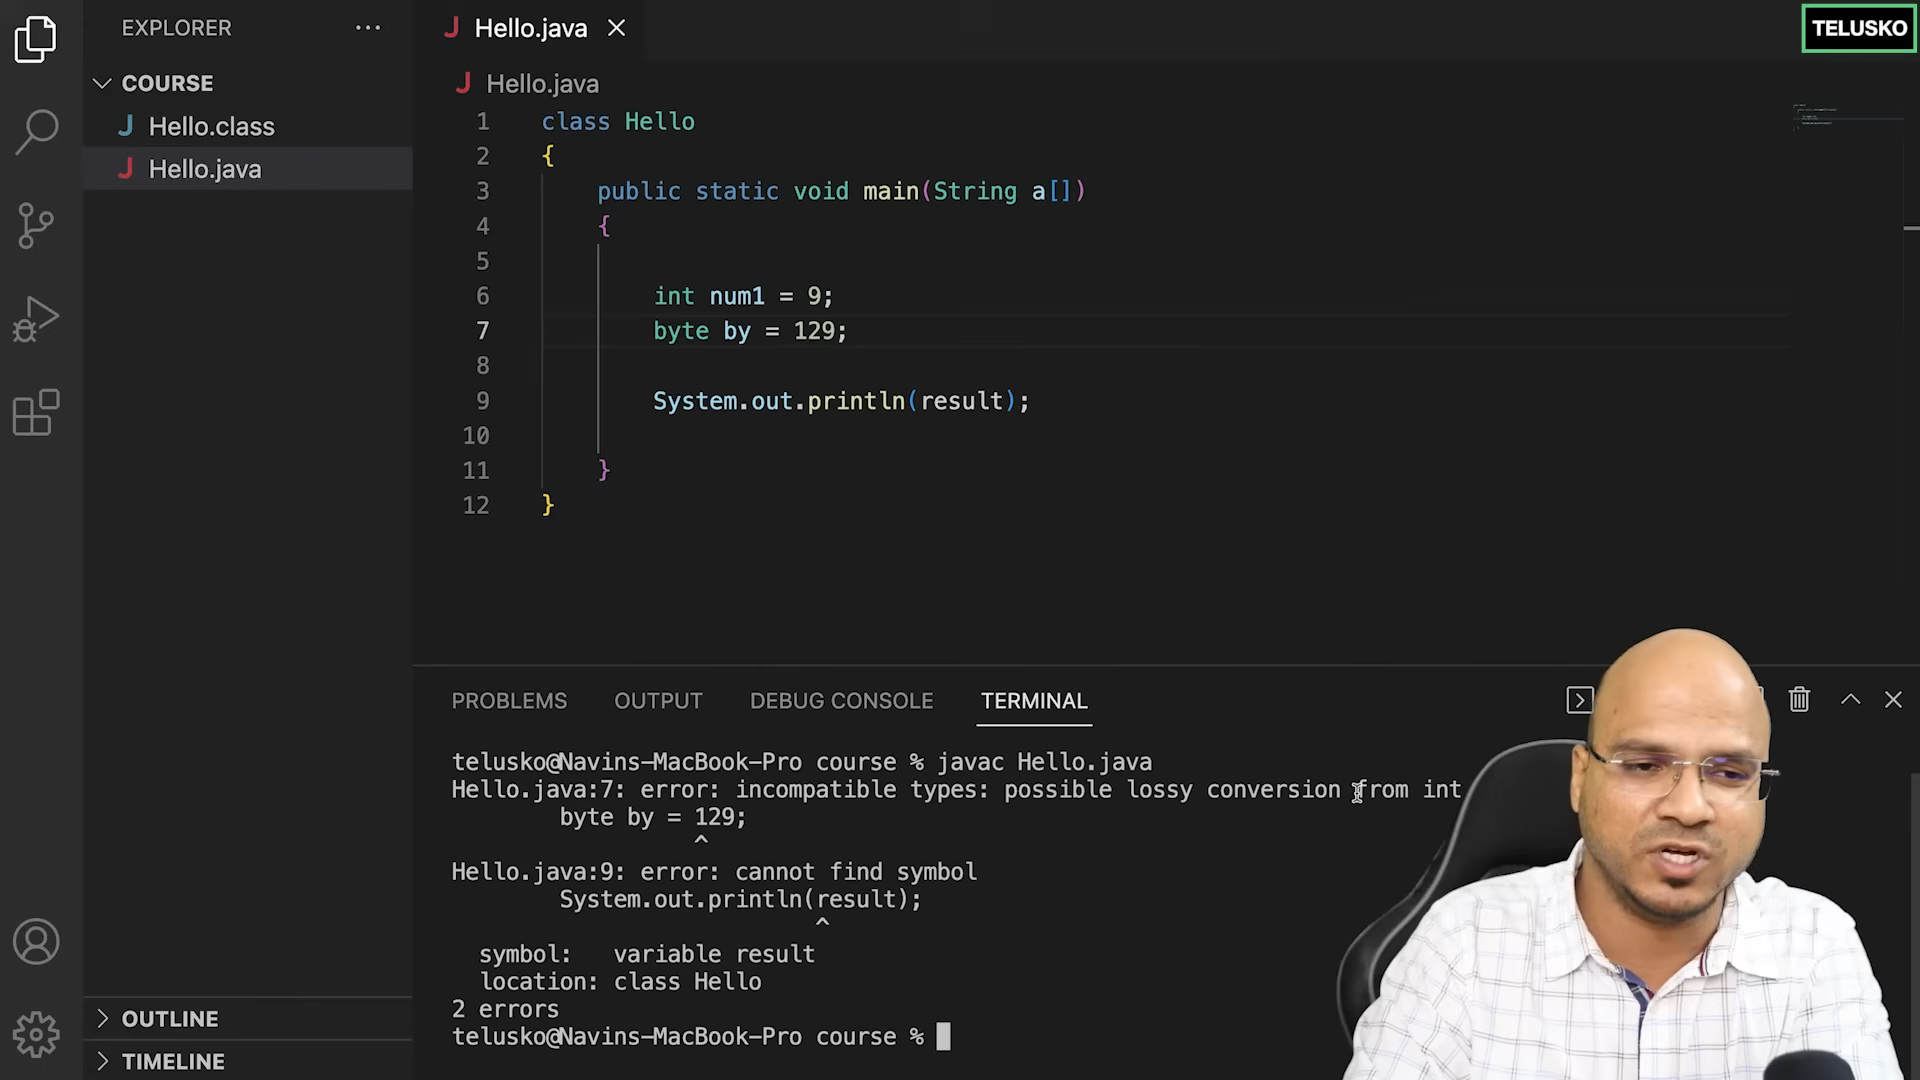 EXPLORER
COURSE
J Hello.class
J Hello.java
OUTLINE
TIMELINE
J Hello.java
TELUSKO
J Hello.java
1 class Hello
2 {
3 public static void main(String a[])
4 {
5
6 int num1 = 9;
7 byte by = 129;
8
9 System.out.println(result);
10
11 }
12 }
PROBLEMS OUTPUT DEBUG CONSOLE TERMINAL
telusko@Navins-MacBook-Pro course % javac Hello.java
Hello.java:7: error: incompatible types: possible lossy conversion from int
byte by = 129;
^
Hello.java:9: error: cannot find symbol
System.out.println(result);
^
symbol: variable result
location: class Hello
2 errors
telusko@Navins-MacBook-Pro course %